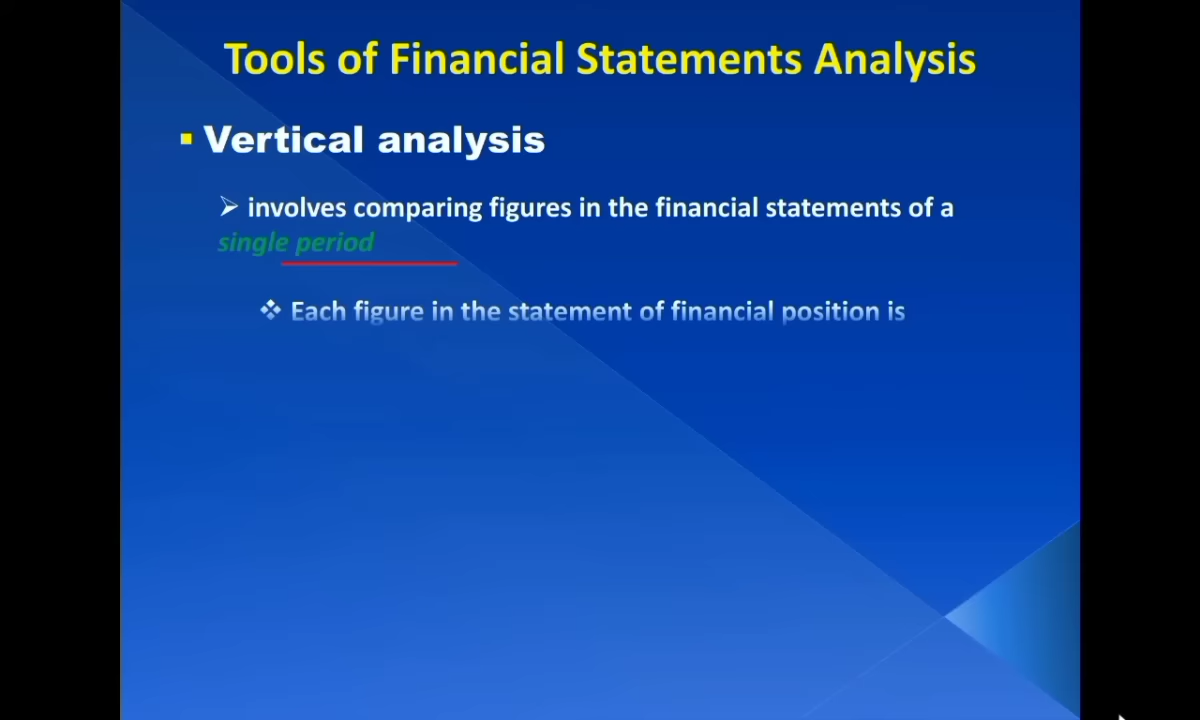 Tools of Financial Statements Analysis
Vertical analysis
involves comparing figures in the financial statements of a
single period
Each figure in the statement of financial position is